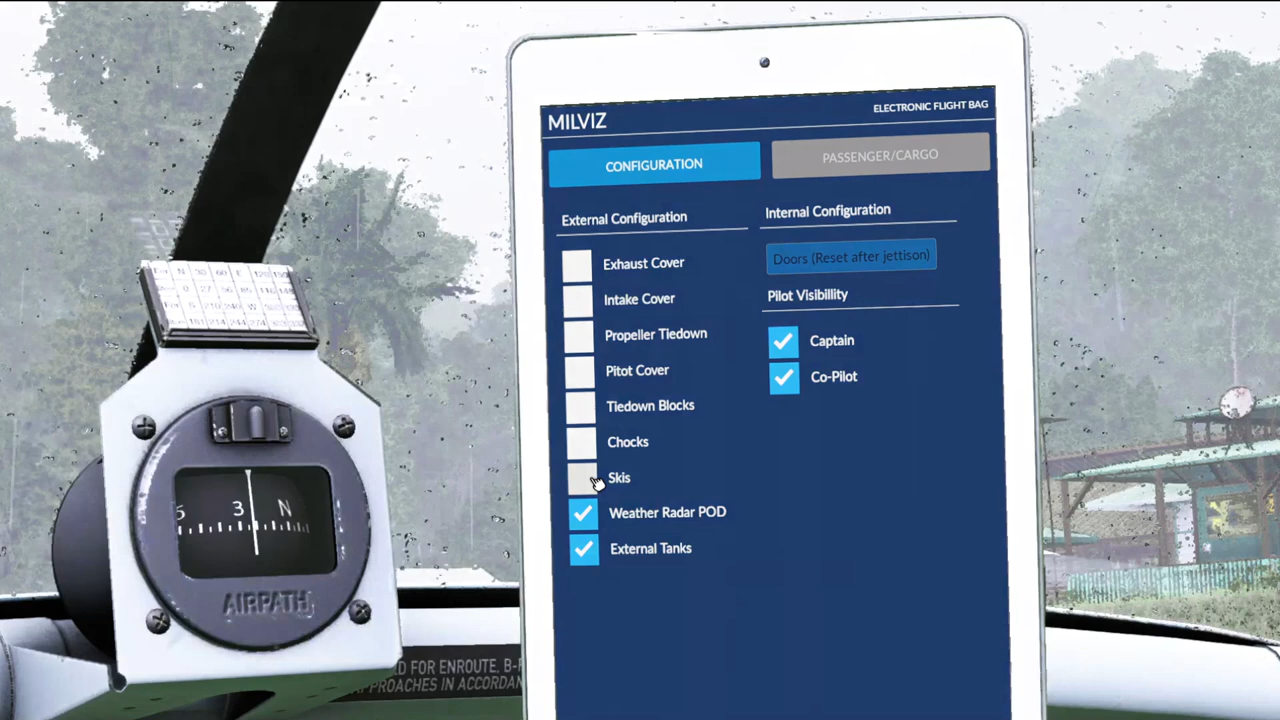 MILVIZ
ELECTRONIC FLIGHT BAG
CONFIGURATION
PASSENGER/CARGO
External Configuration
Exhaust Cover
Intake Cover
Propeller Tiedown
Pitot Cover
Tiedown Blocks
Chocks
Skis
Weather Radar POD
External Tanks
Internal Configuration
Doors (Reset after jettison)
Pilot Visibillity
Captain
Co-Pilot
3 N
AIRPATH
D FOR ENROUTE, B-
PPROACHES IN ACCORDAN